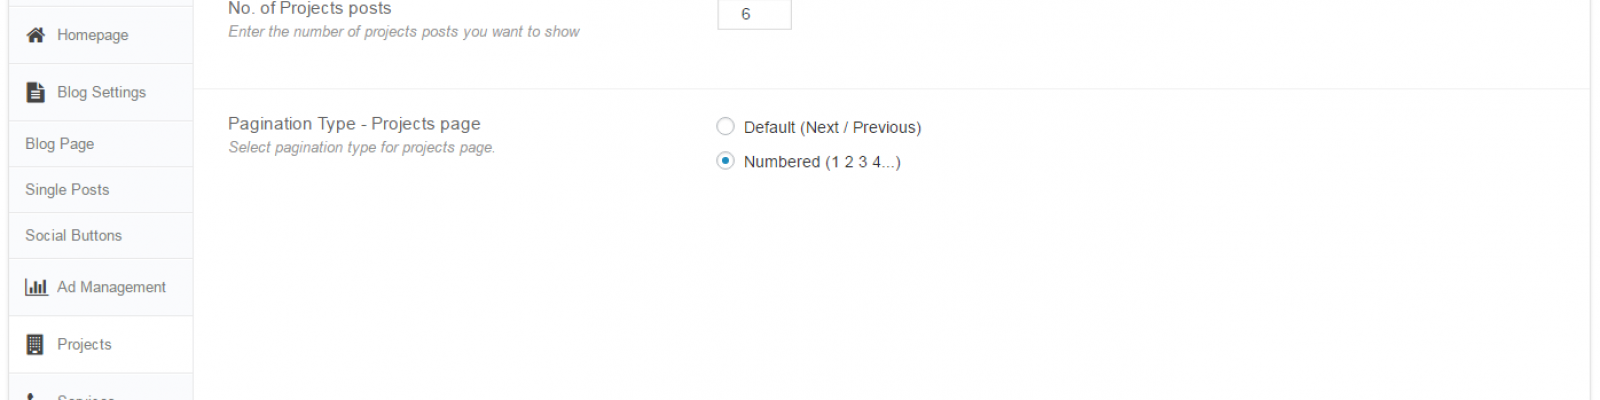 No. of Projects posts
6
Enter the number of projects posts you want to show
Homepage
Blog Settings
Pagination Type - Projects page
Select pagination type for projects page.
Default (Next / Previous)
Numbered (1 2 3 4...)
Blog Page
Single Posts
Social Buttons
Ad Management
Projects
Services